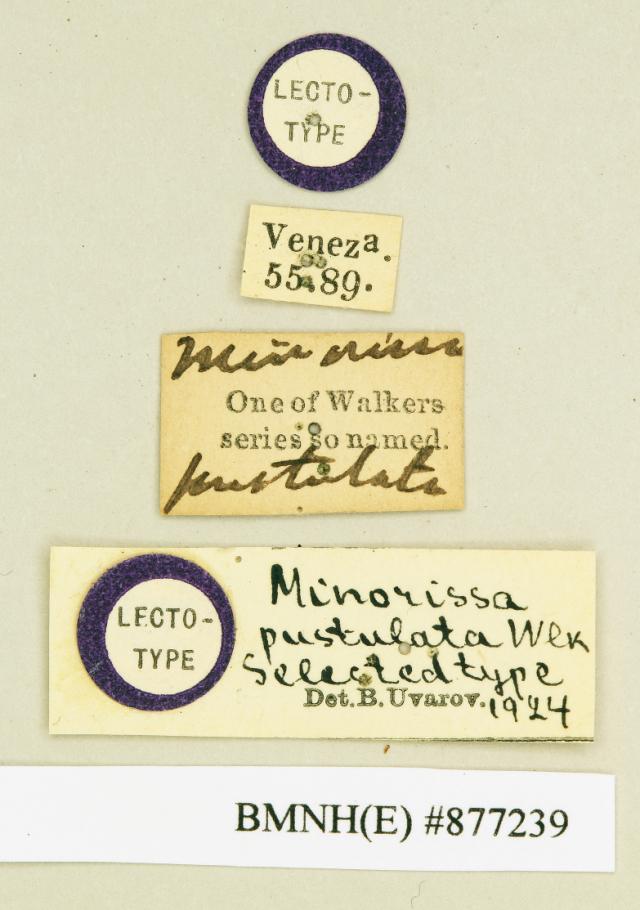 LECTO-
TYPE
Veneza.
55.89.
Minorissa
One of Walkers
series so named.
pustulata
LECTO-
TYPE
Minorissa
pustulata Wlk
Selected type
Det. B. Uvarov. 1924
BMNH(E) #877239